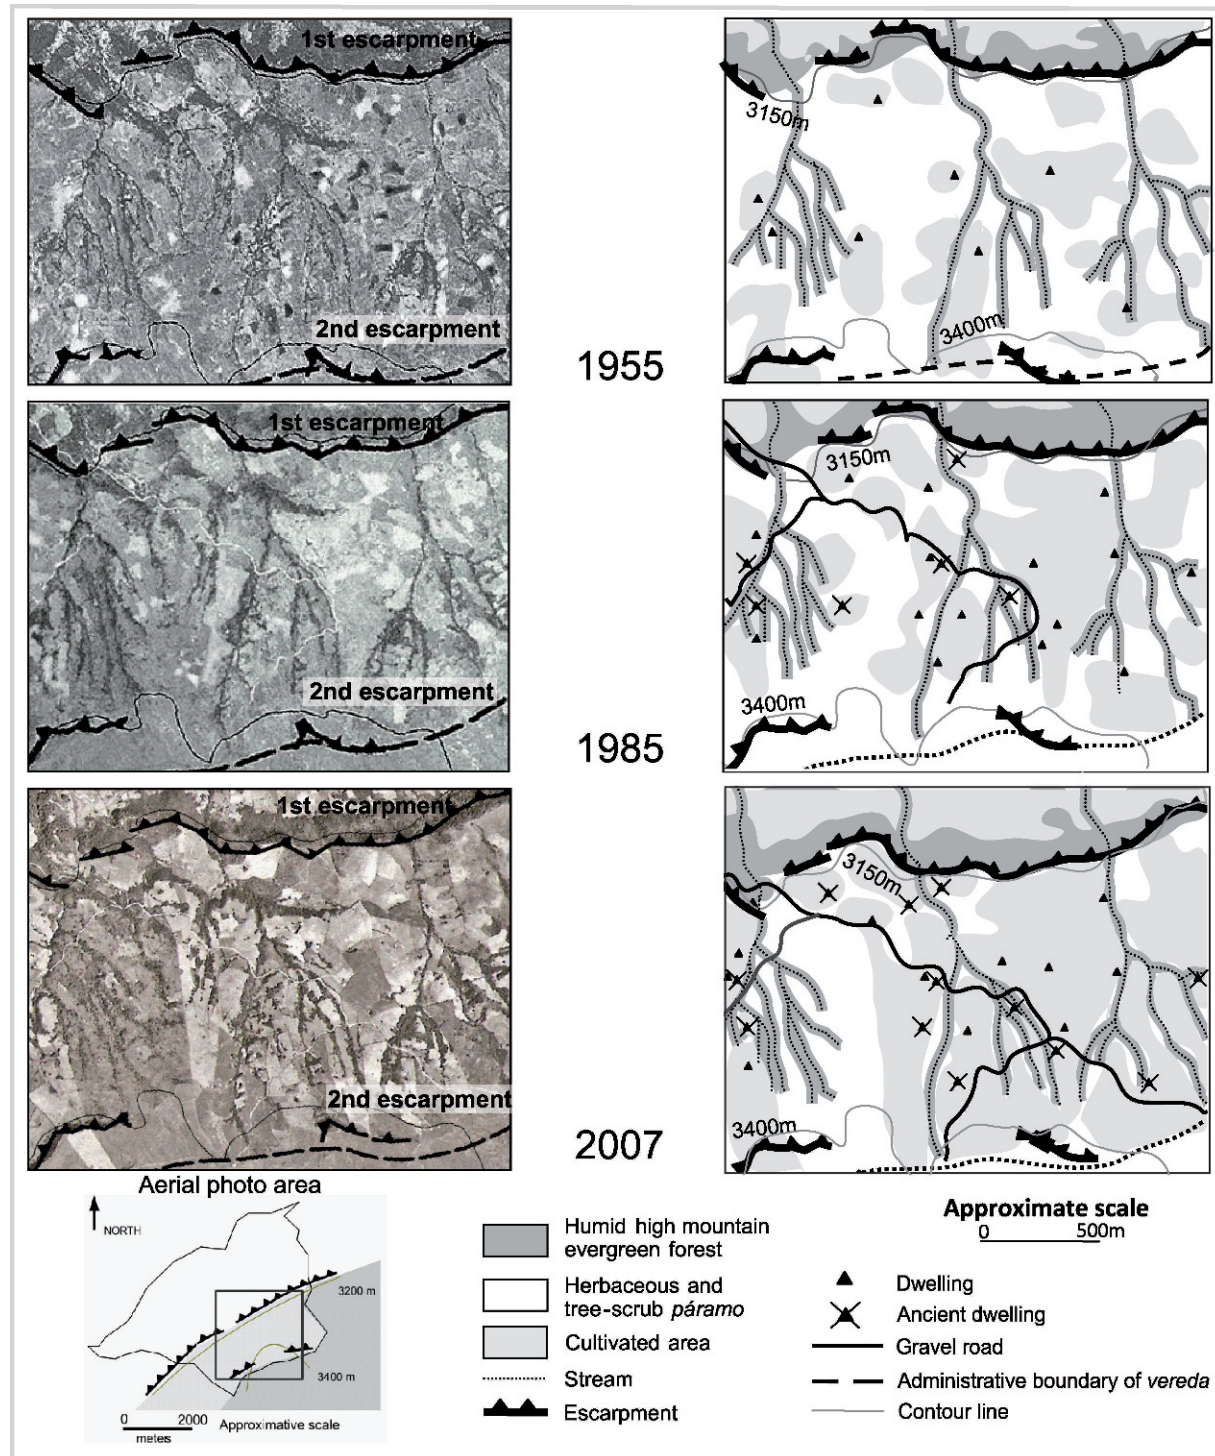 1st escarpment
2nd escarpment
1955
3150m
3400m
1st escarpment
2nd escarpment
1985
3150m
3400m
1st escarpment
2nd escarpment
2007
3150m
3400m
Aerial photo area
NORTH
3200 m
3400 m
0 2000
meters
Approximative scale
Humid high mountain
evergreen forest
Herbaceous and
tree-scrub páramo
Cultivated area
Stream
Escarpment
Approximate scale
0 500m
Dwelling
Ancient dwelling
Gravel road
Administrative boundary of vereda
Contour line